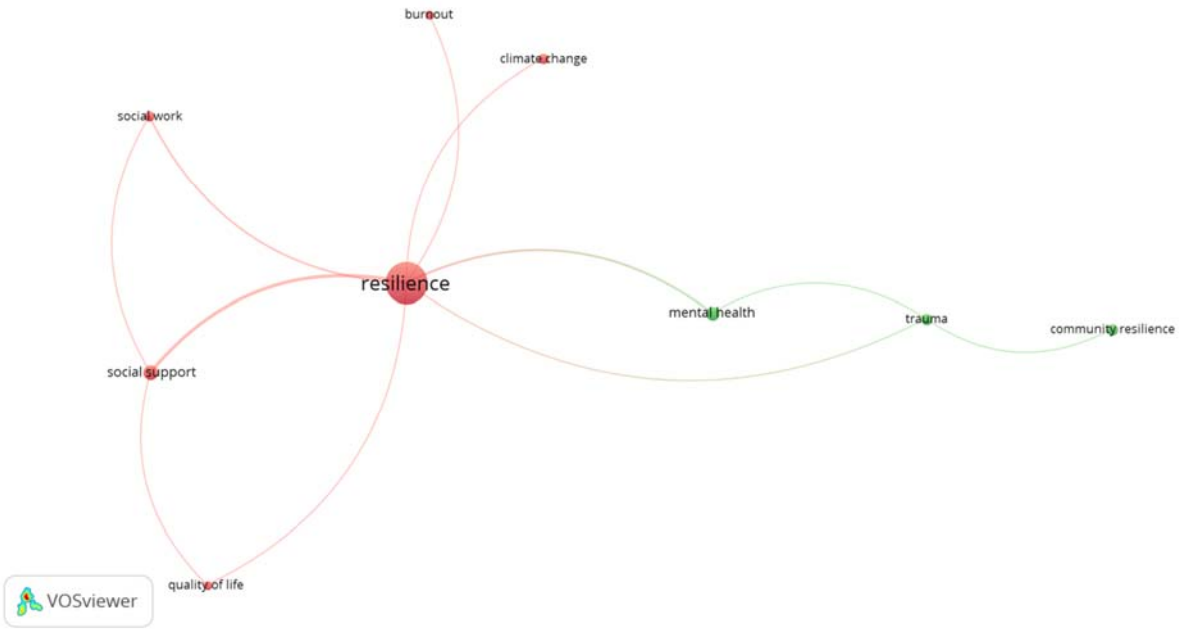 burnout
climate change
social work
resilience
mental health
trauma
community resilience
social support
quality of life
VOSviewer